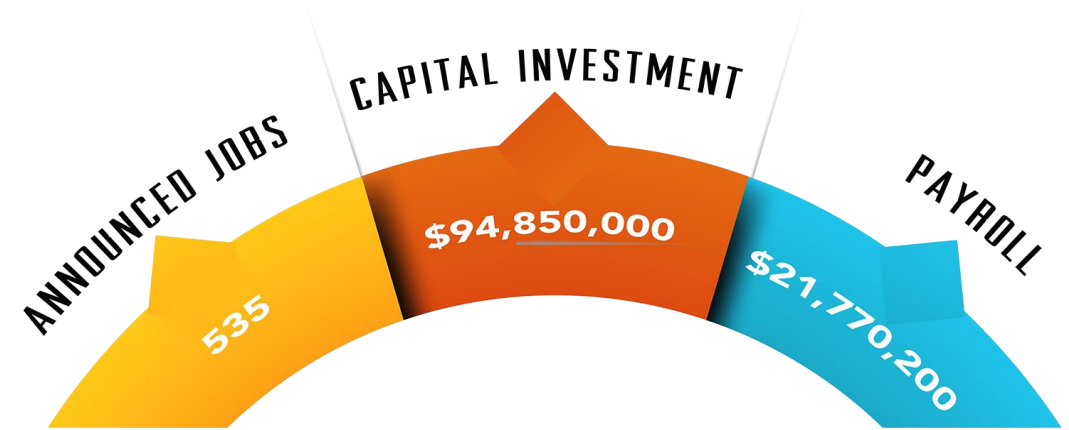 ANNOUNCED JOBS
535
CAPITAL INVESTMENT
$94,850,000
PAYROLL
$21,770,200